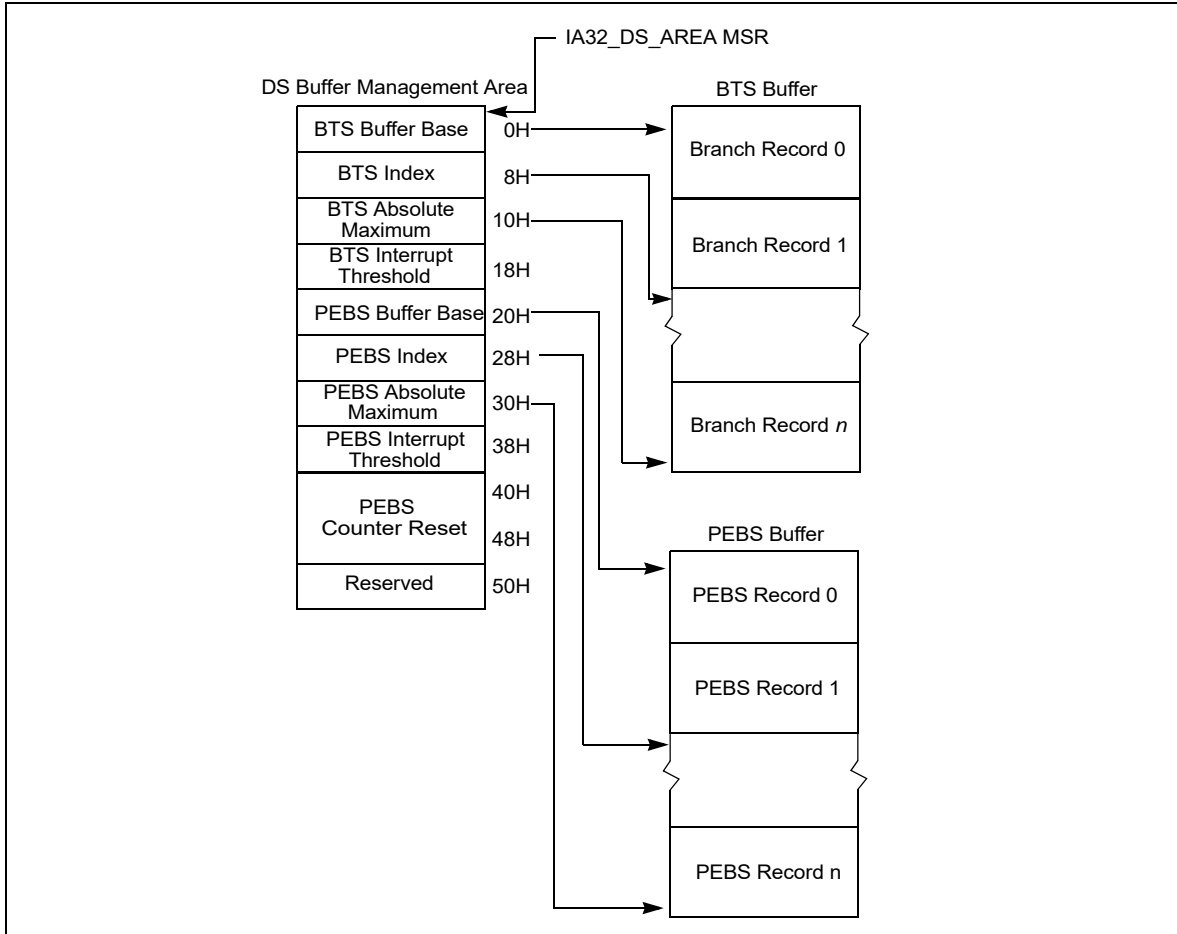 IA32_DS_AREA MSR
DS Buffer Management Area
BTS Buffer Base
0H
BTS Index
8H
BTS Absolute
Maximum
10H
BTS Interrupt
Threshold
18H
PEBS Buffer Base
20H
PEBS Index
28H
PEBS Absolute
Maximum
30H
PEBS Interrupt
Threshold
38H
PEBS
Counter Reset
40H
48H
Reserved
50H
BTS Buffer
Branch Record 0
Branch Record 1
Branch Record n
PEBS Buffer
PEBS Record 0
PEBS Record 1
PEBS Record n